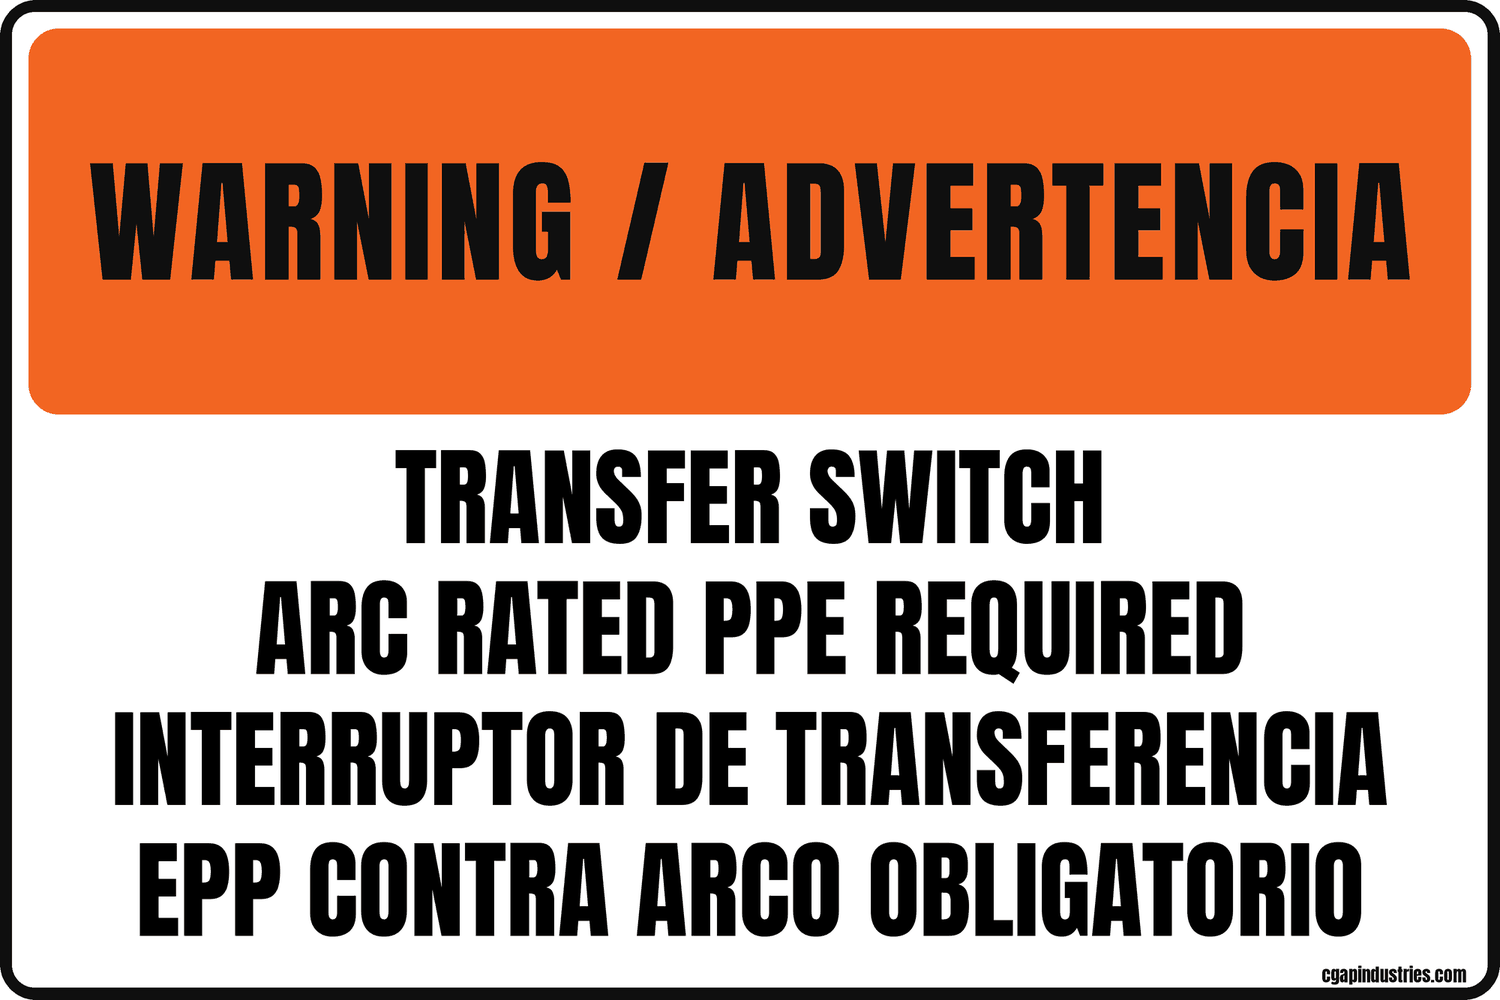 WARNING / ADVERTENCIA
TRANSFER SWITCH
ARC RATED PPE REQUIRED
INTERRUPTOR DE TRANSFERENCIA
EPP CONTRA ARCO OBLIGATORIO
cgapindustries.com